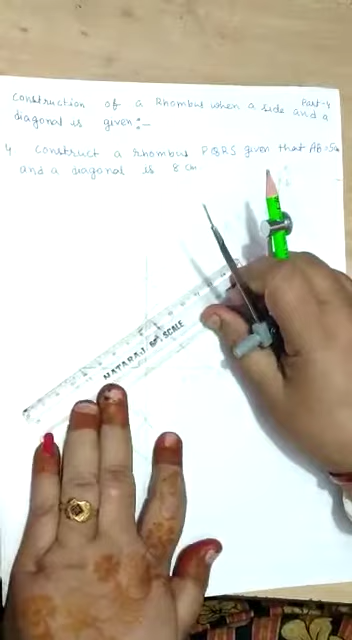 Part-4
Construction of a Rhombus when a side and a
diagonal is given:-
4 Construct a rhombus PQRS given that AB=5cm
and a diagonal is 8 cm
NATARAJ SCALE